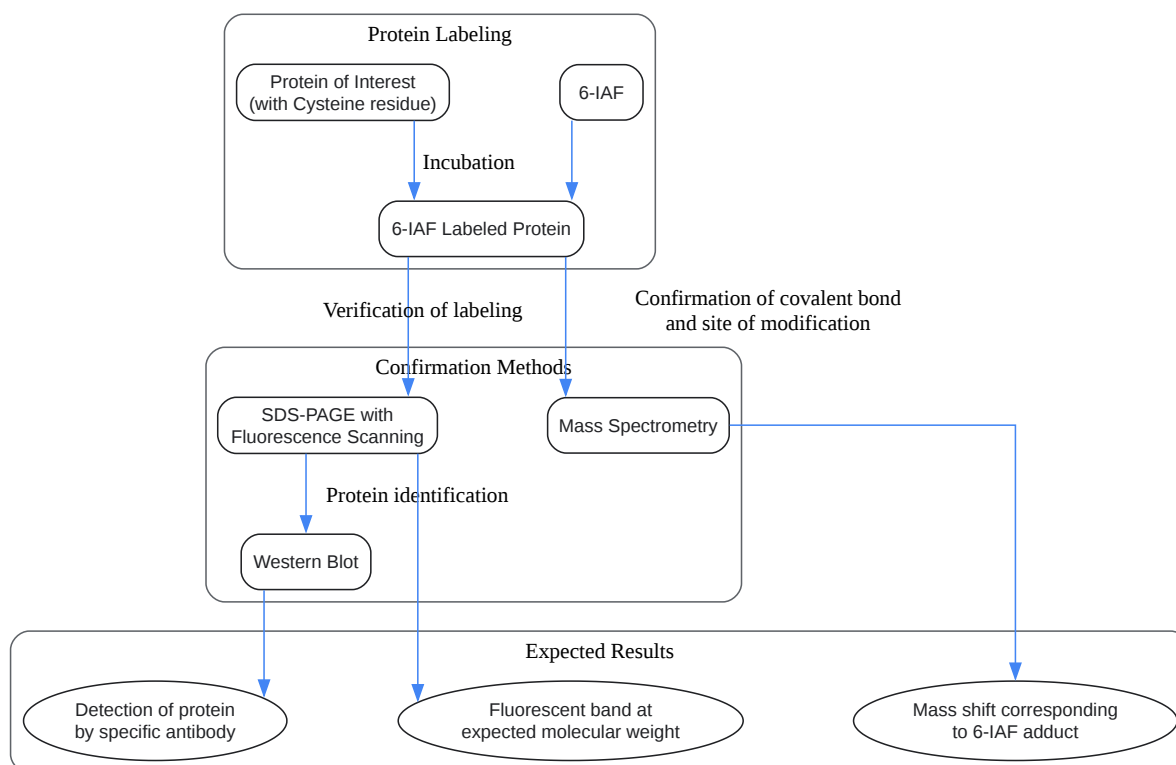 Protein Labeling
Protein of Interest
(with Cysteine residue)
6-IAF
Incubation
6-IAF Labeled Protein
Verification of labeling
Confirmation of covalent bond
and site of modification
Confirmation Methods
SDS-PAGE with
Fluorescence Scanning
Mass Spectrometry
Protein identification
Western Blot
Expected Results
Detection of protein
by specific antibody
Fluorescent band at
expected molecular weight
Mass shift corresponding
to 6-IAF adduct